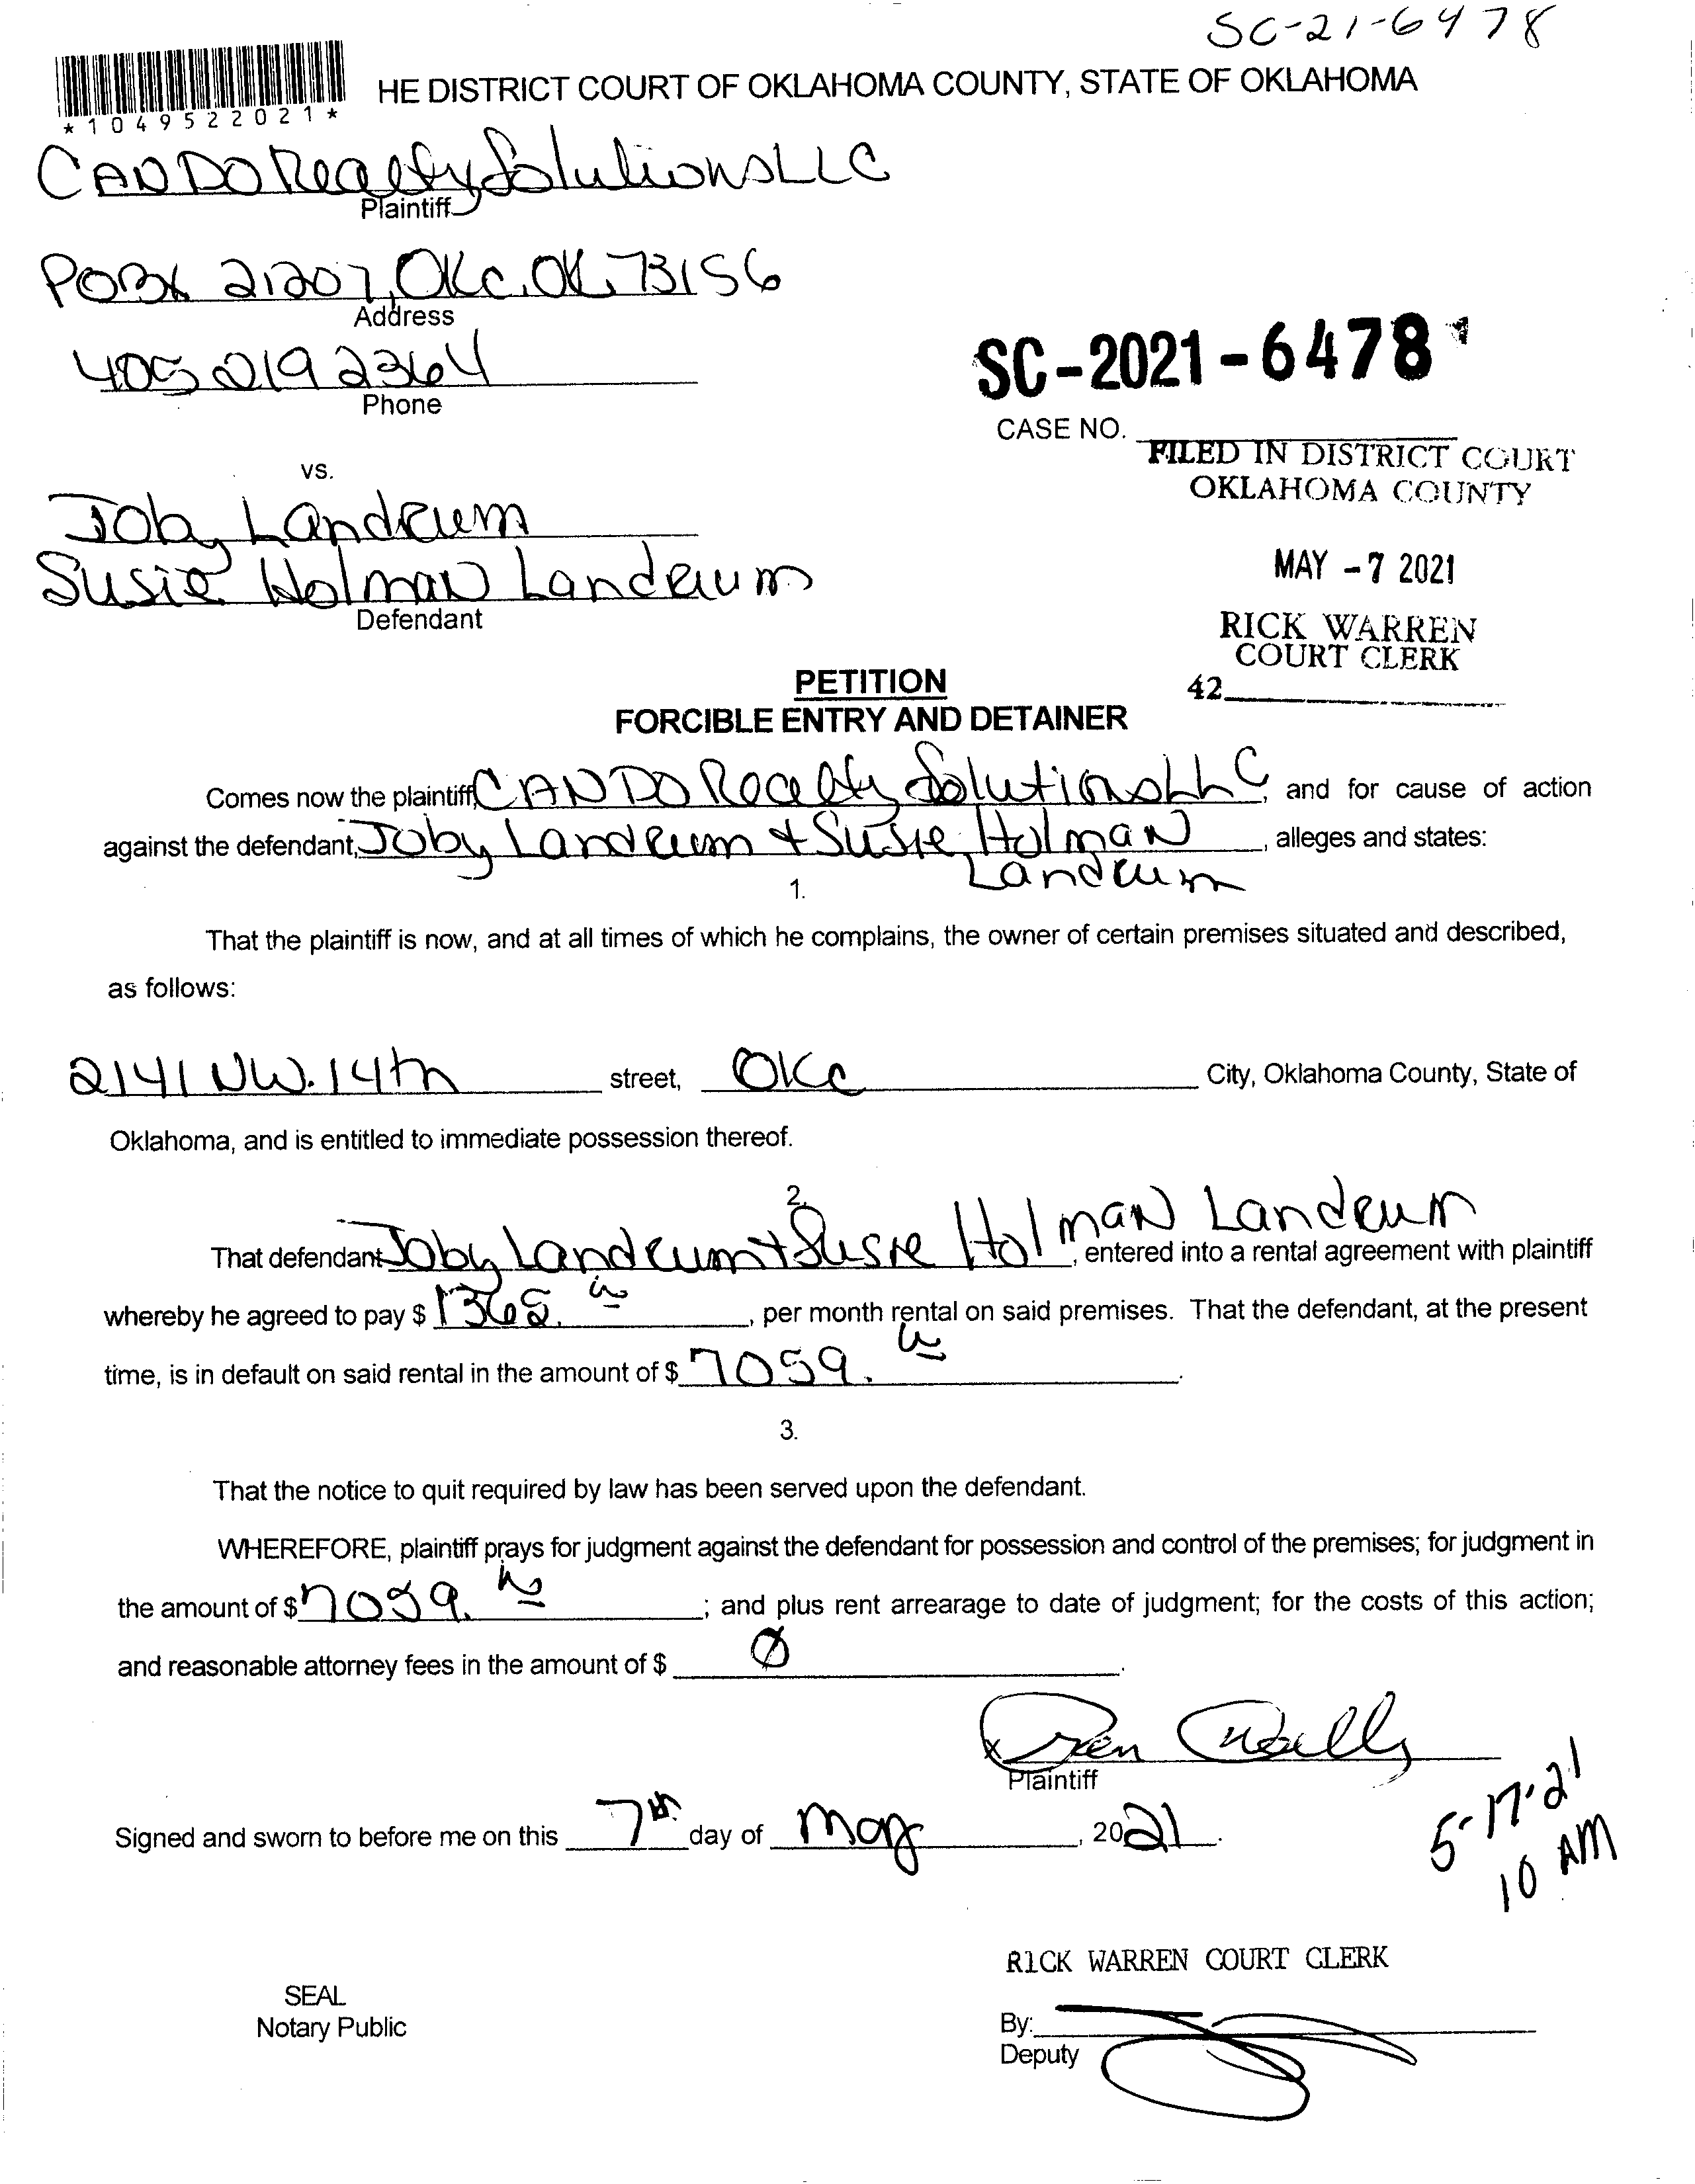 SC-21-6478
*1049522021*
HE DISTRICT COURT OF OKLAHOMA COUNTY, STATE OF OKLAHOMA
CANDO Realty Solutions LLC
Plaintiff
PO BX 21207, OKC, OK, 73156
Address
405 219 2364
Phone
SC-2021-6478
CASE NO.
FILED IN DISTRICT COURT
OKLAHOMA COUNTY
vs.
Joby Landrum
Susie Holman Landrum
Defendant
MAY -7 2021
RICK WARREN
COURT CLERK
42
PETITION
FORCIBLE ENTRY AND DETAINER
Comes now the plaintiff, CANDO Realty Solutions LLC, and for cause of action
against the defendant, Joby Landrum + Susie Holman, alleges and states:
Landrum
1.
That the plaintiff is now, and at all times of which he complains, the owner of certain premises situated and described,
as follows:
2141 NW. 14th street, OKC City, Oklahoma County, State of
Oklahoma, and is entitled to immediate possession thereof.
2.
That defendant Joby Landrum + Susie Holman Landrum, entered into a rental agreement with plaintiff
whereby he agreed to pay $ 1365. per month rental on said premises. That the defendant, at the present
time, is in default on said rental in the amount of $ 7059.
3.
That the notice to quit required by law has been served upon the defendant.
WHEREFORE, plaintiff prays for judgment against the defendant for possession and control of the premises; for judgment in
the amount of $ 7059. ; and plus rent arrearage to date of judgment; for the costs of this action;
and reasonable attorney fees in the amount of $ Ø.
x
Plaintiff
Signed and sworn to before me on this 7th day of May, 2021.
5-17-21
10 AM
RICK WARREN COURT CLERK
SEAL
Notary Public
By:
Deputy